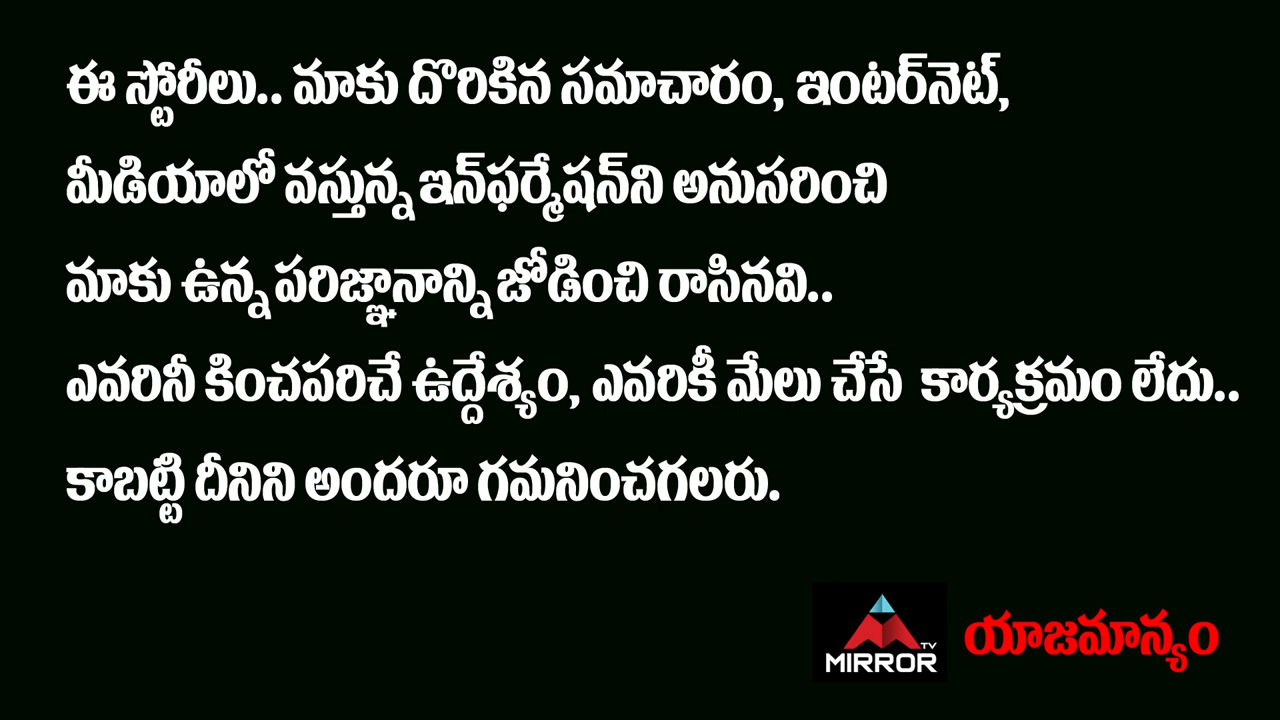 ఈ స్టోరీలు.. మాకు దొరికిన సమాచారం, ఇంటర్‌నెట్,
మీడియాలో వస్తున్న ఇన్‌ఫర్మేషన్‌ని అనుసరించి
మాకు ఉన్న పరిజ్ఞానాన్ని జోడించి రాసినవి..
ఎవరినీ కించపరిచే ఉద్దేశ్యం, ఎవరికీ మేలు చేసే కార్యక్రమం లేదు..
కాబట్టి దీనిని అందరూ గమనించగలరు.
MIRROR TV యాజమాన్యం